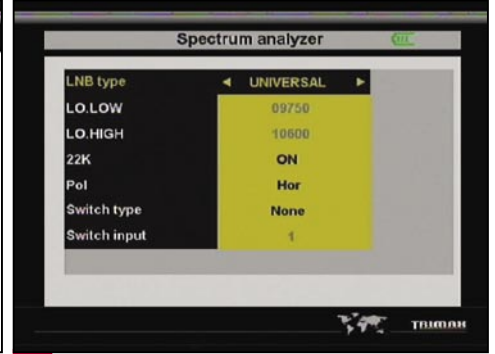 Spectrum analyzer
LNB type UNIVERSAL
LO.LOW 09750
LO.HIGH 10600
22K ON
Pol Hor
Switch type None
Switch input 1
TRIMAX